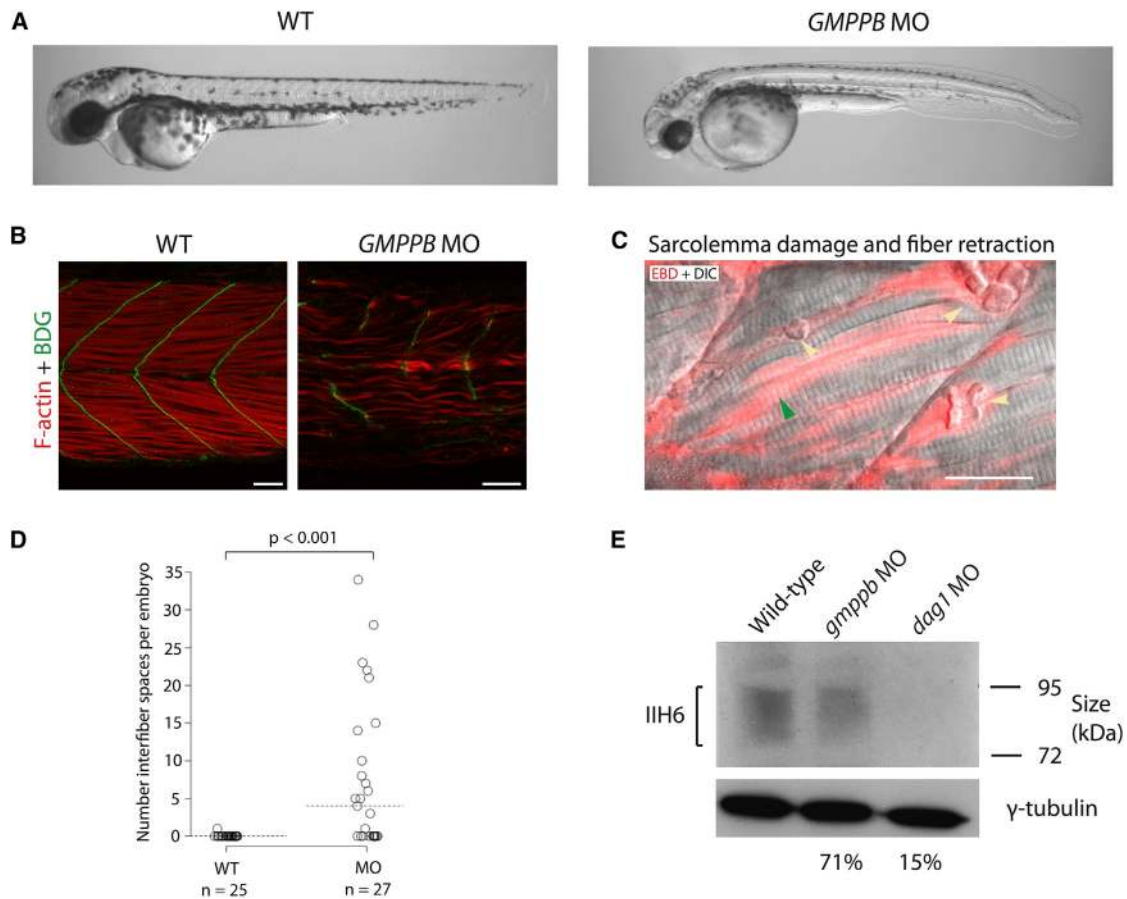 A
WT
GMPPB MO
B
WT
GMPPB MO
F-actin + BDG
C
Sarcolemma damage and fiber retraction
EBD + DIC
D
p < 0.001
Number interfiber spaces per embryo
35
30
25
20
15
10
5
0
WT
n = 25
MO
n = 27
E
Wild-type
gmppb MO
dag1 MO
IIH6
95
72
Size
(kDa)
γ-tubulin
71%
15%